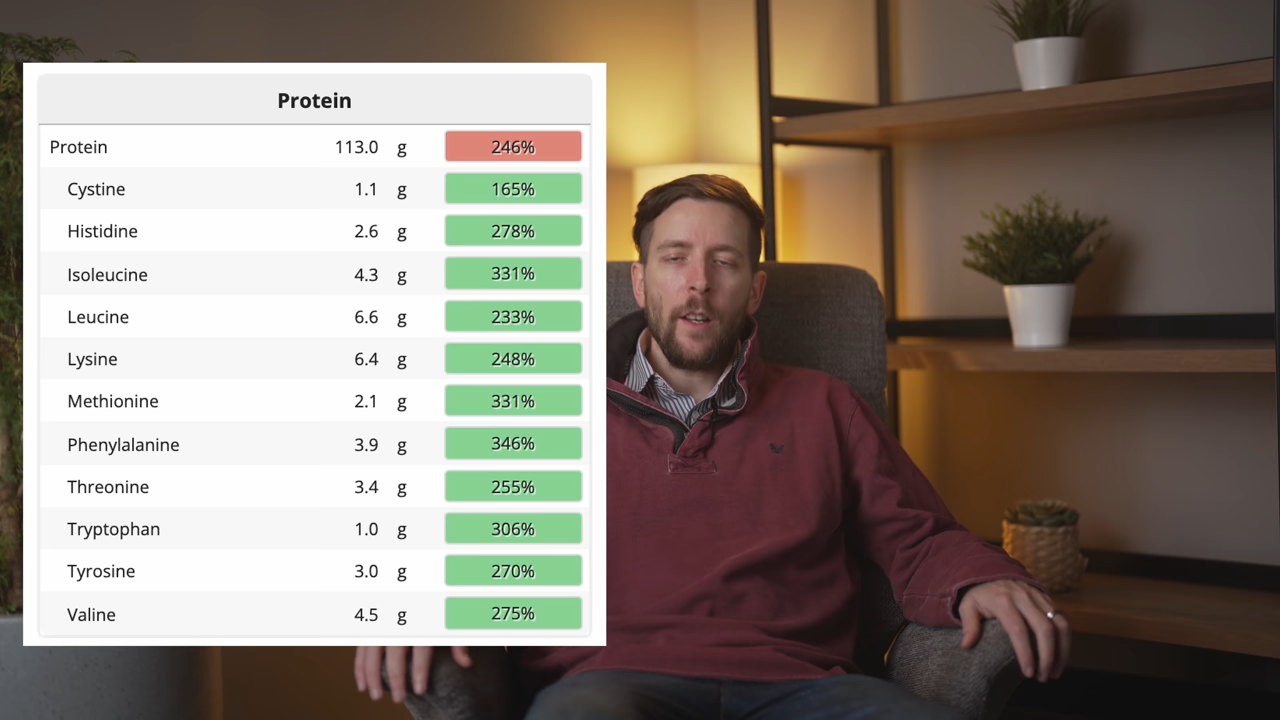 Protein
Protein 113.0 g 246%
Cystine 1.1 g 165%
Histidine 2.6 g 278%
Isoleucine 4.3 g 331%
Leucine 6.6 g 233%
Lysine 6.4 g 248%
Methionine 2.1 g 331%
Phenylalanine 3.9 g 346%
Threonine 3.4 g 255%
Tryptophan 1.0 g 306%
Tyrosine 3.0 g 270%
Valine 4.5 g 275%